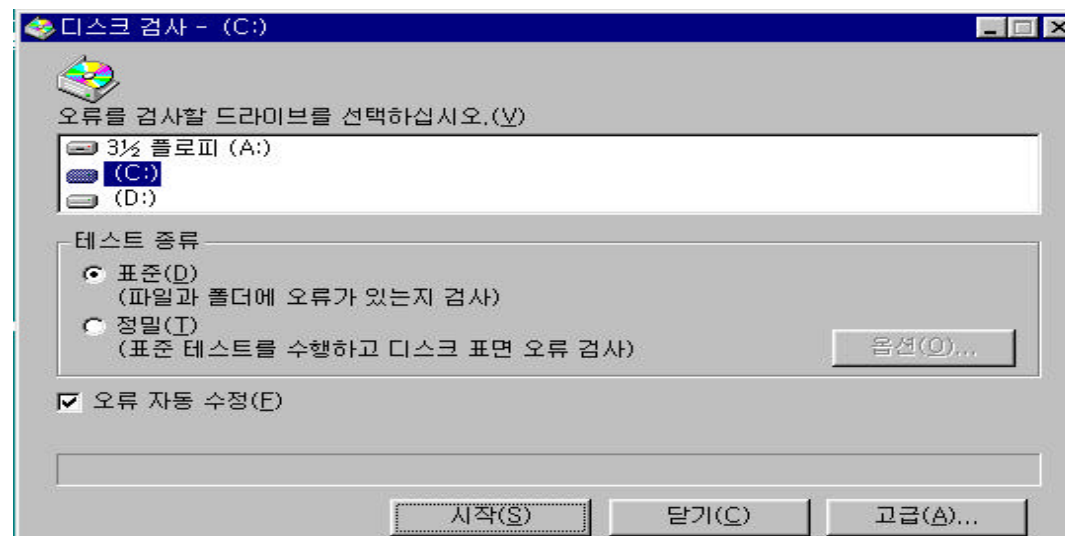 디스크 검사 - (C:)
오류를 검사할 드라이브를 선택하십시오.(V)
3½ 플로피 (A:)
(C:)
(D:)
테스트 종류
표준(D)
(파일과 폴더에 오류가 있는지 검사)
정밀(T)
(표준 테스트를 수행하고 디스크 표면 오류 검사)
옵션(O)...
오류 자동 수정(F)
시작(S) 닫기(C) 고급(A)...